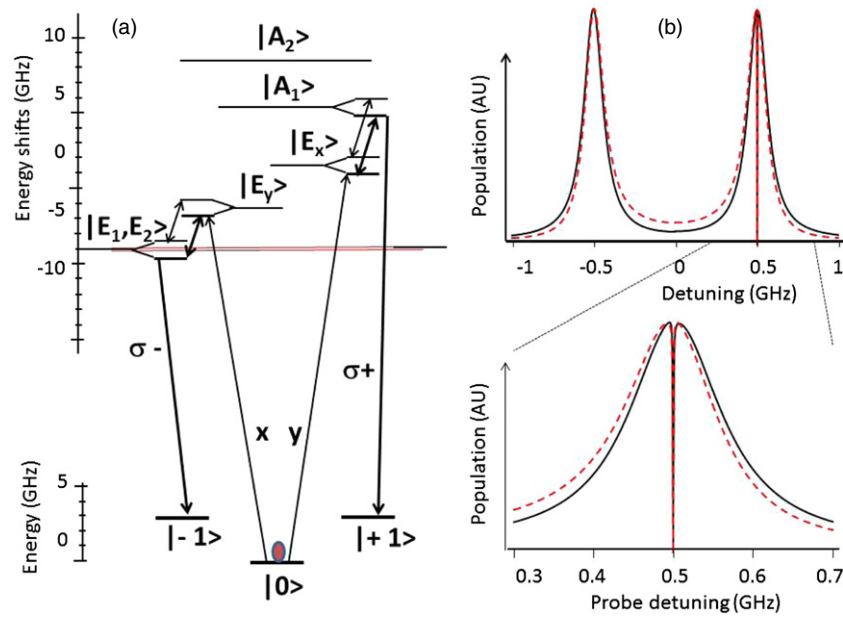 (a)
Energy shifts (GHz)
10
5
0
-5
-10
|A2>
|A1>
|Ex>
|Ey>
|E1,E2>
σ -
σ+
x
y
Energy (GHz)
5
0
|- 1>
|+ 1>
|0>
(b)
Population (AU)
-1
-0.5
0
0.5
1
Detuning (GHz)
Population (AU)
0.3
0.4
0.5
0.6
0.7
Probe detuning (GHz)